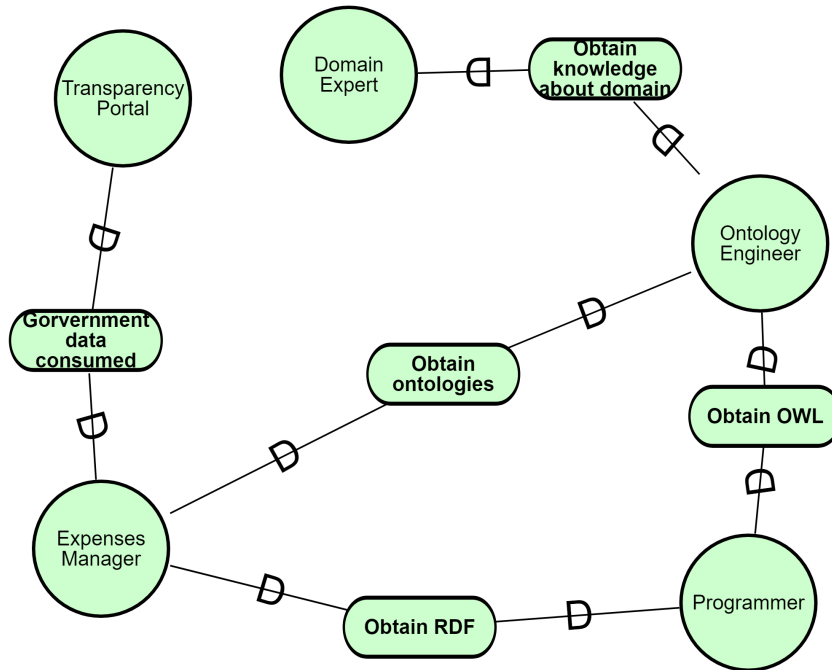 Transparency
Portal
Domain
Expert
Obtain
knowledge
about domain
D
D
Ontology
Engineer
D
Gorvernment
data
consumed
D
Obtain
ontologies
D
Obtain OWL
D
D
D
D
Expenses
Manager
D
Obtain RDF
D
Programmer